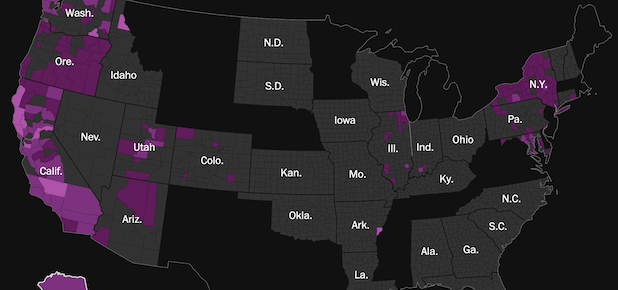 Wash.
Ore.
Idaho
N.D.
S.D.
Wis.
N.Y.
Iowa
Nev.
Utah
Colo.
Ill.
Ind.
Ohio
Pa.
Calif.
Kan.
Mo.
Ky.
Ariz.
Okla.
Ark.
N.C.
S.C.
Ala.
Ga.
La.